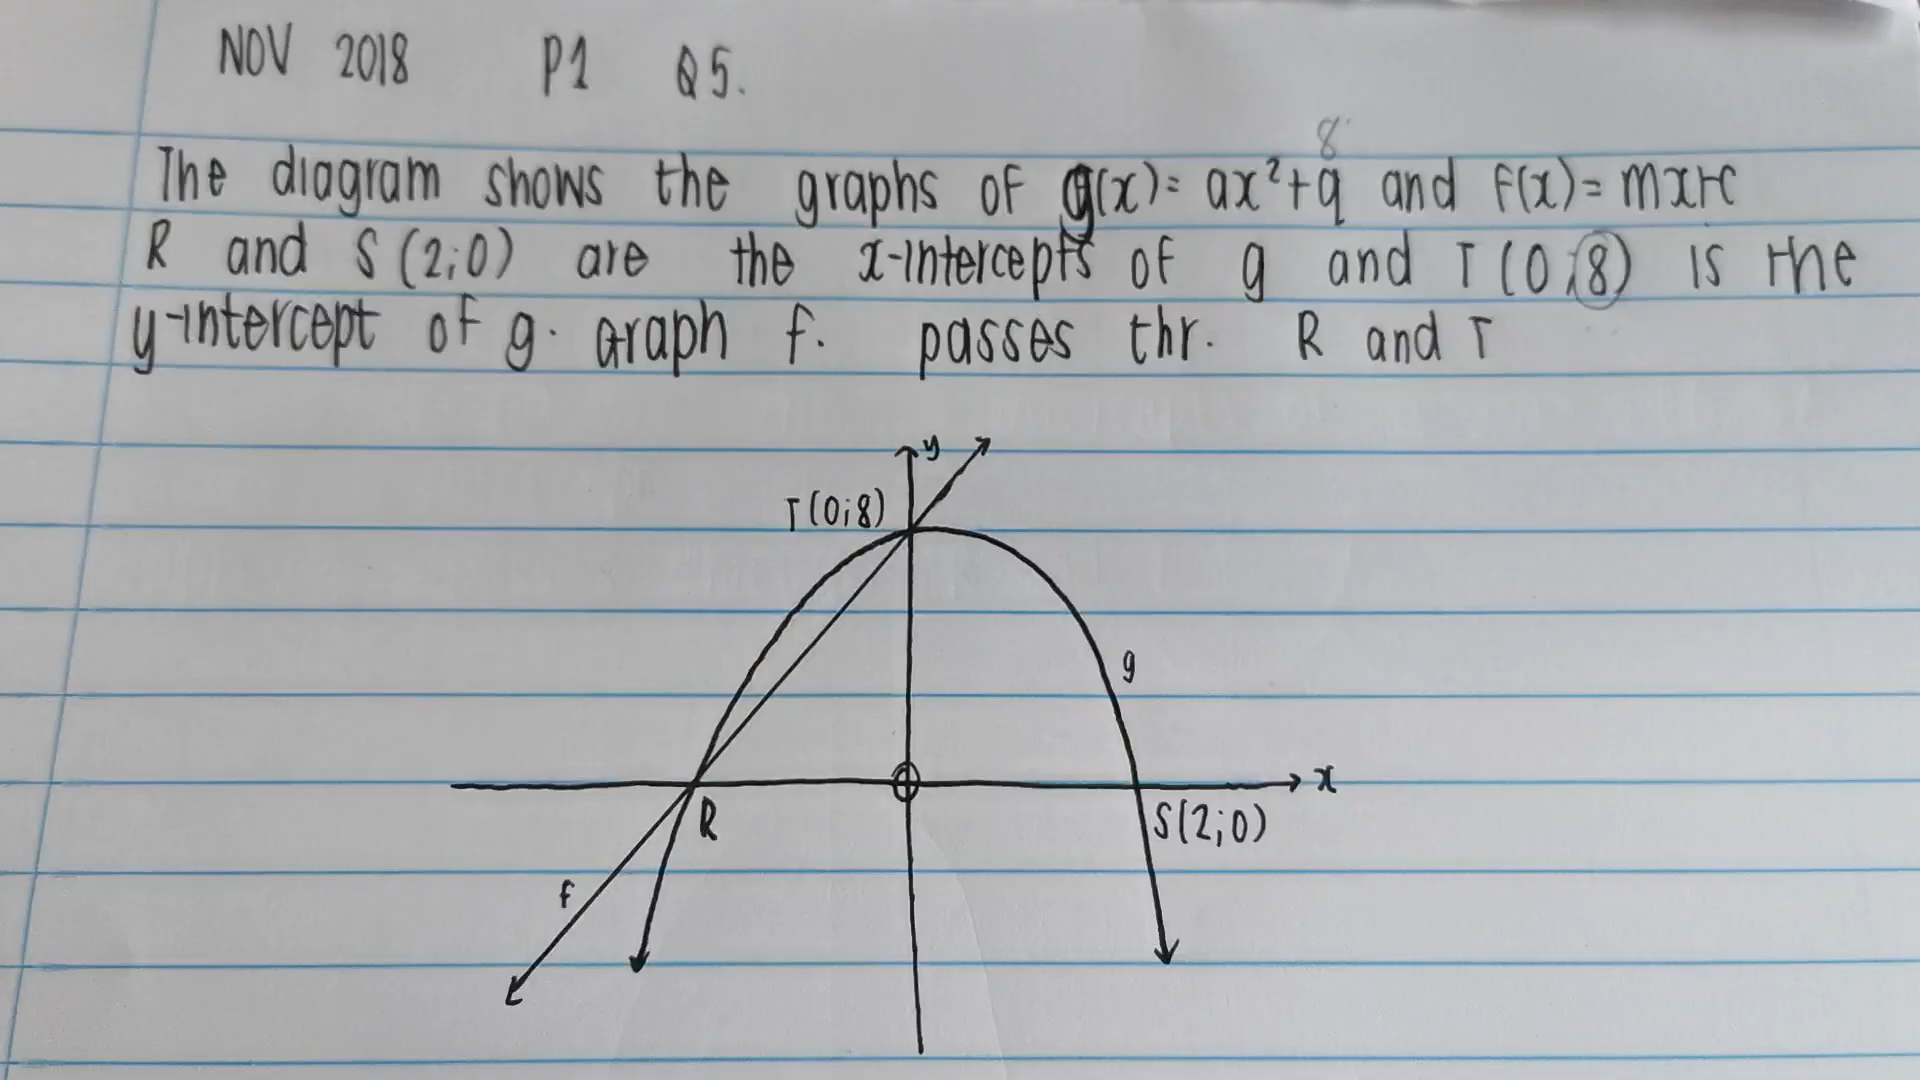 NOV 2018 P1 Q5.
8
The diagram shows the graphs of g(x)= ax²+q and f(x)= mx+c
R and S (2;0) are the x-intercepts of g and T (0;8) is the
y-intercept of g. Graph f. passes thr. R and T
y
T(0;8)
g
x
R
S(2;0)
f